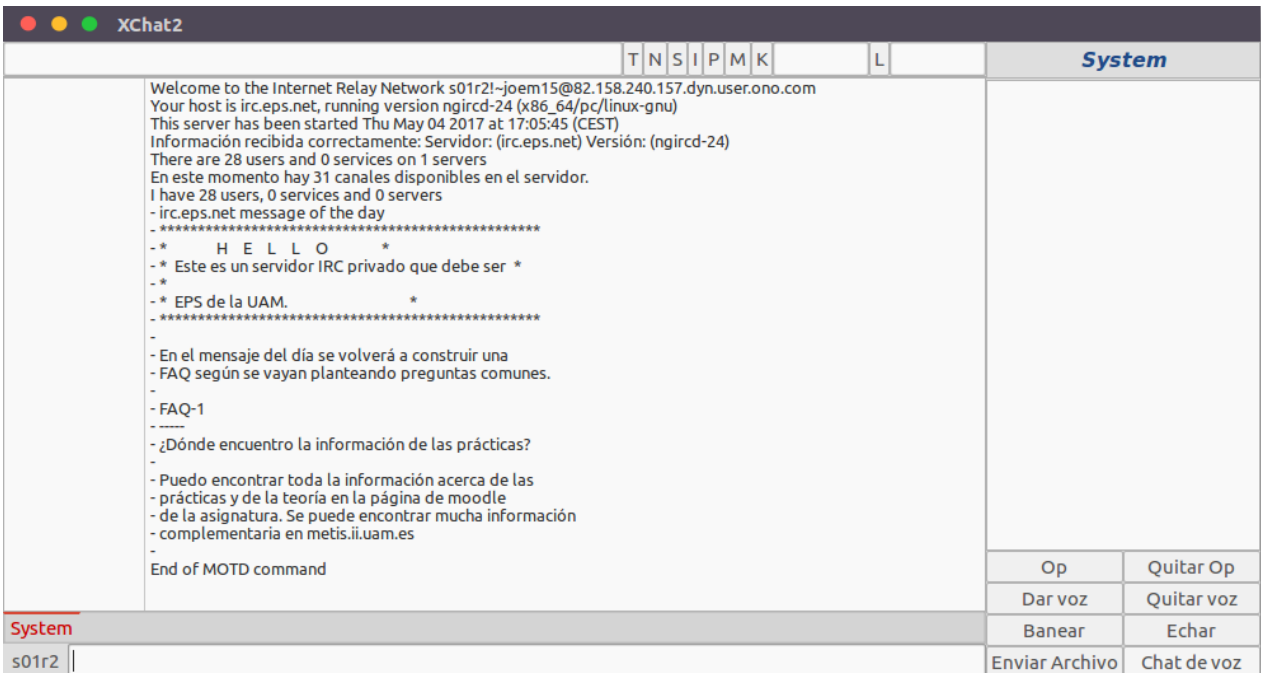 XChat2
T N S I P M K L
System
Welcome to the Internet Relay Network s01r2!~joem15@82.158.240.157.dyn.user.ono.com
Your host is irc.eps.net, running version ngircd-24 (x86_64/pc/linux-gnu)
This server has been started Thu May 04 2017 at 17:05:45 (CEST)
Información recibida correctamente: Servidor: (irc.eps.net) Versión: (ngircd-24)
There are 28 users and 0 services on 1 servers
En este momento hay 31 canales disponibles en el servidor.
I have 28 users, 0 services and 0 servers
- irc.eps.net message of the day
- **************************************************
- * H E L L O *
- * Este es un servidor IRC privado que debe ser *
- *
- * EPS de la UAM. *
- **************************************************
-
- En el mensaje del día se volverá a construir una
- FAQ según se vayan planteando preguntas comunes.
-
- FAQ-1
- -----
- ¿Dónde encuentro la información de las prácticas?
-
- Puedo encontrar toda la información acerca de las
- prácticas y de la teoría en la página de moodle
- de la asignatura. Se puede encontrar mucha información
- complementaria en metis.ii.uam.es
-
End of MOTD command
System
s01r2
Op Quitar Op
Dar voz Quitar voz
Banear Echar
Enviar Archivo Chat de voz